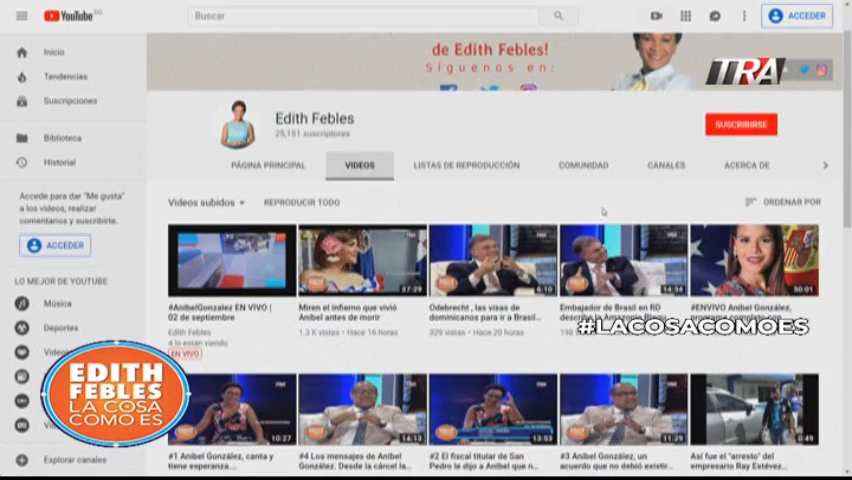 YouTube DO
Buscar
ACCEDER
Inicio
Tendencias
Suscripciones
Biblioteca
Historial
Accede para dar "Me gusta"
a los videos, realizar
comentarios y suscribirte.
ACCEDER
LO MEJOR DE YOUTUBE
Música
Deportes
Explorar canales
de Edith Febles!
Síguenos en:
TRA
Edith Febles
25,151 suscriptores
SUSCRIBIRSE
PÁGINA PRINCIPAL
VIDEOS
LISTAS DE REPRODUCCIÓN
COMUNIDAD
CANALES
ACERCA DE
Videos subidos
REPRODUCIR TODO
ORDENAR POR
27:29
6:10
14:34
50:01
#AnibelGonzalez EN VIVO |
02 de septiembre
Edith Febles
4 lo están viendo
EN VIVO
Miren el infierno que vivió
Anibel antes de morir
1.3 K vistas • Hace 16 horas
Odebrecht , las visas de
dominicanos para ir a Brasil...
329 vistas • Hace 20 horas
Embajador de Brasil en RD
describe la Amazonia
198
#ENVIVO Anibel González,
programa completo con
#LACOSACOMOES
10:27
14:13
13:53
11:29
0:49
#1 Anibel González, canta y
tiene esperanza...
#4 Los mensajes de Anibel
González. Desde la cárcel la...
#2 El fiscal titular de San
Pedro le dijo a Anibel que n...
#3 Anibel González, un
acuerdo que no debió existir...
Así fue el "arresto" del
empresario Ray Estévez...
EDITH
FEBLES
LA COSA
COMO ES